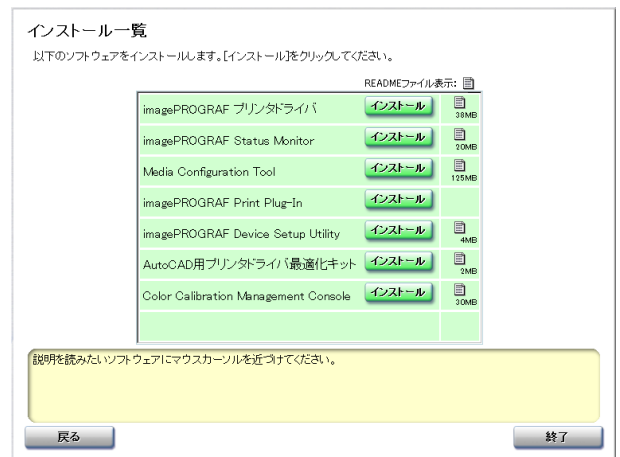 インストール一覧
以下のソフトウェアをインストールします。[インストール]をクリックしてください。
READMEファイル表示:
imagePROGRAF プリンタドライバ インストール 38MB
imagePROGRAF Status Monitor インストール 20MB
Media Configuration Tool インストール 125MB
imagePROGRAF Print Plug-In インストール
imagePROGRAF Device Setup Utility インストール 4MB
AutoCAD用プリンタドライバ最適化キット インストール 2MB
Color Calibration Management Console インストール 30MB
説明を読みたいソフトウェアにマウスカーソルを近づけてください。
戻る 終了